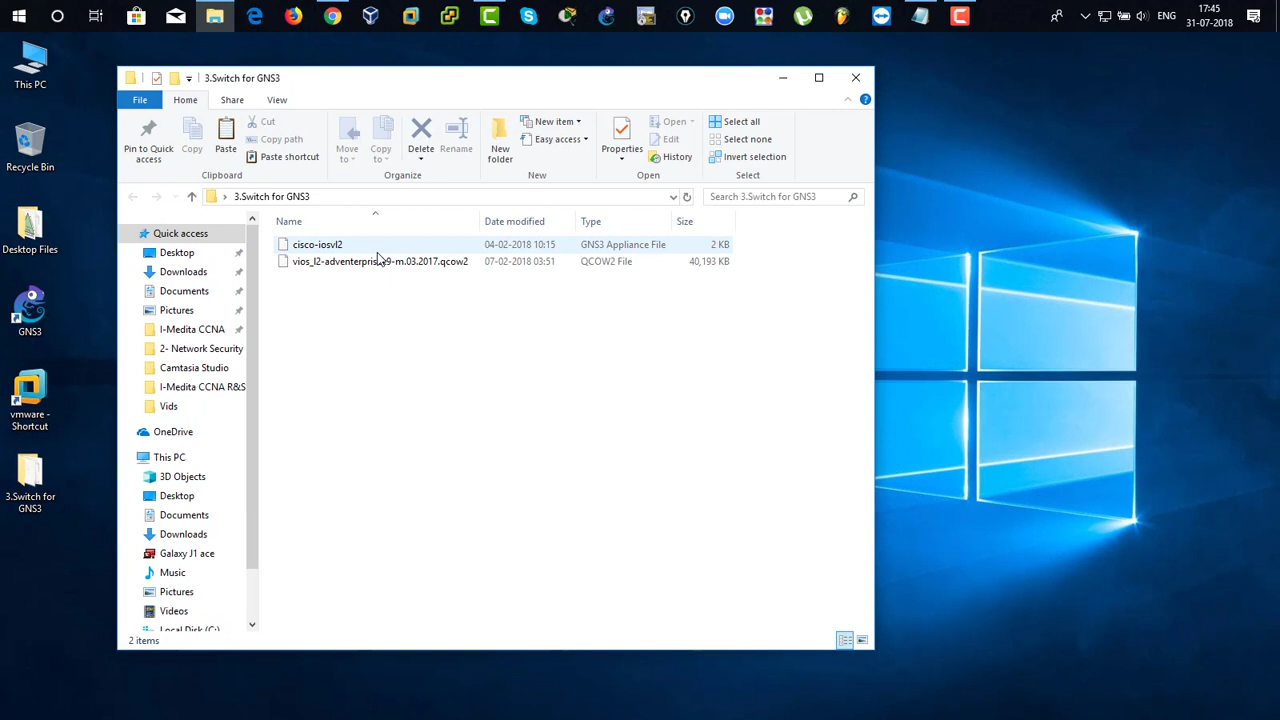 17:45
ENG
31-07-2018
This PC
Recycle Bin
Desktop Files
GNS3
vmware -
Shortcut
3.Switch for
GNS3
3.Switch for GNS3
File Home Share View
Pin to Quick
access
Copy
Paste
Cut
Copy path
Paste shortcut
Clipboard
Move
to
Copy
to
Delete
Rename
Organize
New
folder
New item
Easy access
New
Properties
Open
Edit
History
Open
Select all
Select none
Invert selection
Select
3.Switch for GNS3
Search 3.Switch for GNS3
Quick access
Desktop
Downloads
Documents
Pictures
I-Medita CCNA
2- Network Security
Camtasia Studio
I-Medita CCNA R&S
Vids
OneDrive
This PC
3D Objects
Desktop
Documents
Downloads
Galaxy J1 ace
Music
Pictures
Videos
Local Disk (C:)
Name Date modified Type Size
cisco-iosvl2 04-02-2018 10:15 GNS3 Appliance File 2 KB
07-02-2018 03:51 QCOW2 File 40,193 KB
2 items